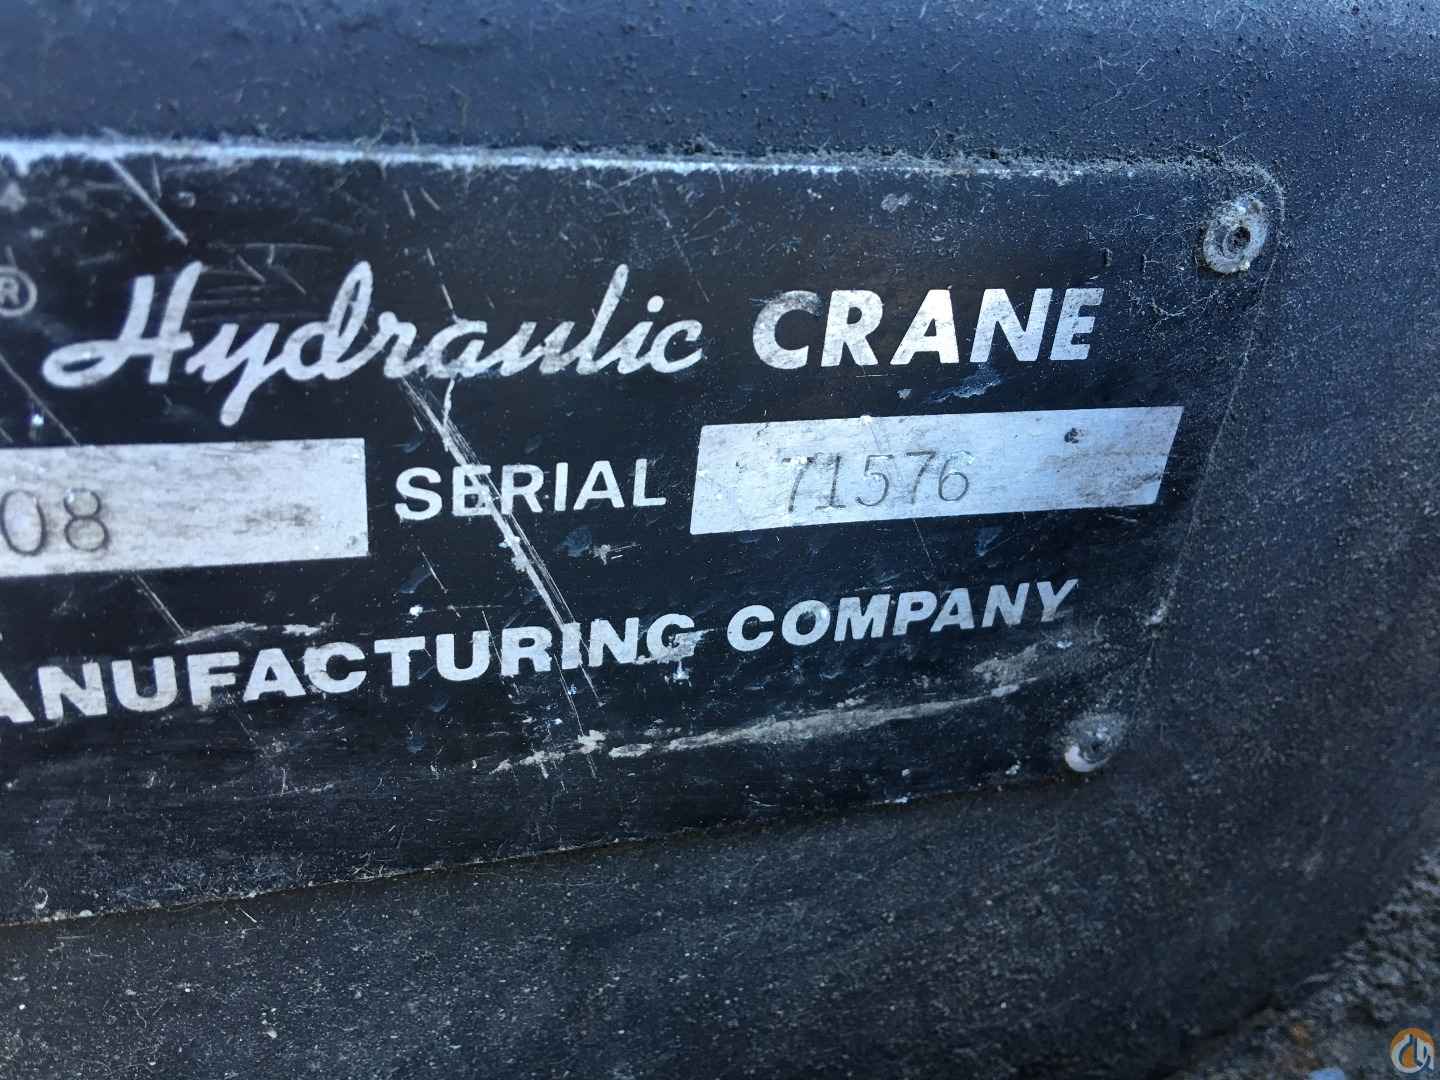 ® Hydraulic CRANE
08 SERIAL 71576
ANUFACTURING COMPANY